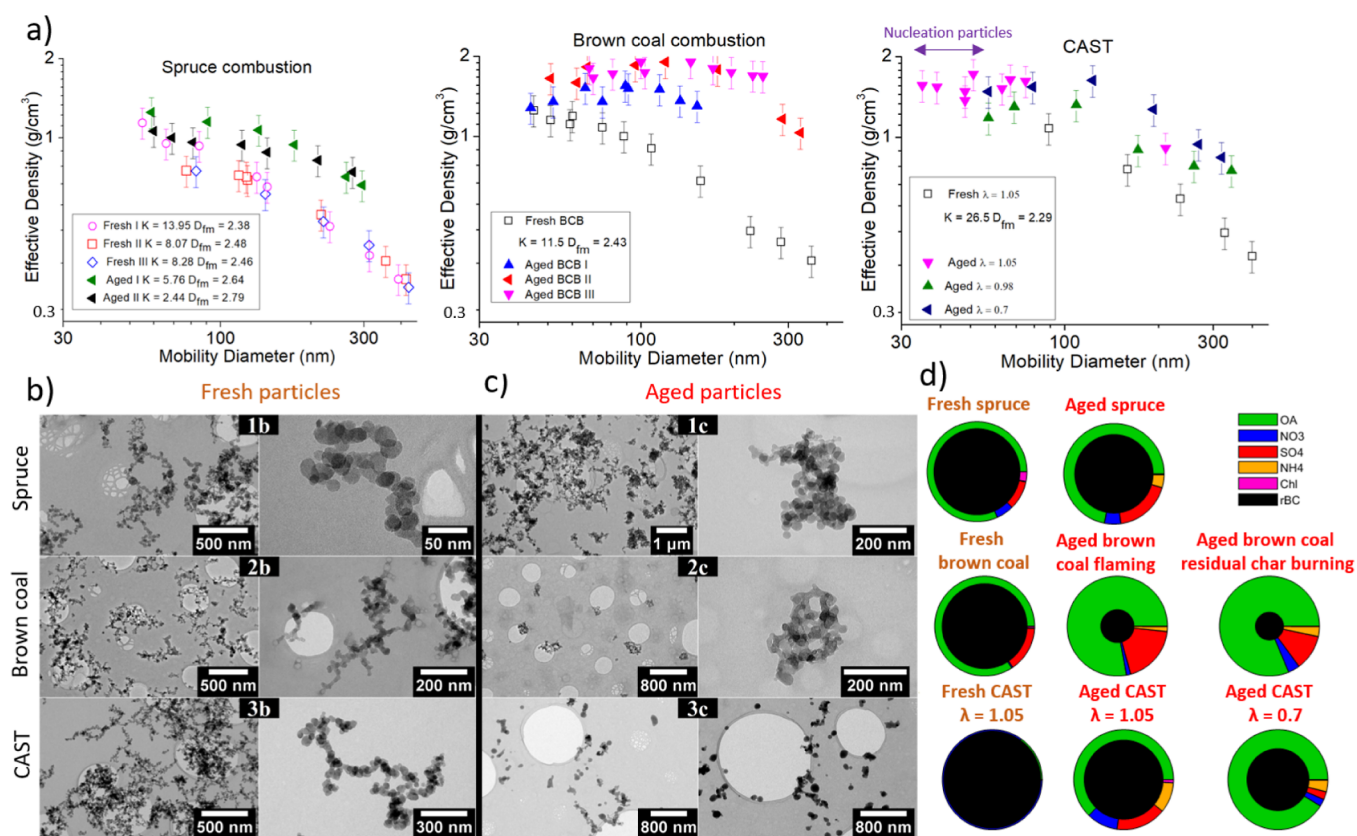 a)
Spruce combustion
Effective Density (g/cm³)
2
1
0.3
Fresh I K = 13.95 Dfm = 2.38
Fresh II K = 8.07 Dfm = 2.48
Fresh III K = 8.28 Dfm = 2.46
Aged I K = 5.76 Dfm = 2.64
Aged II K = 2.44 Dfm = 2.79
30
100
300
Mobility Diameter (nm)
Brown coal combustion
Effective Density (g/cm³)
2
1
0.3
Fresh BCB
K = 11.5 Dfm = 2.43
Aged BCB I
Aged BCB II
Aged BCB III
30
100
300
Mobility Diameter (nm)
Nucleation particles
CAST
Effective Density (g/cm³)
2
1
0.3
Fresh λ = 1.05
K = 26.5 Dfm = 2.29
Aged λ = 1.05
Aged λ = 0.98
Aged λ = 0.7
30
100
300
Mobility Diameter (nm)
b)
Fresh particles
c)
Aged particles
Spruce
1b
500 nm
50 nm
1c
1 µm
200 nm
Brown coal
2b
500 nm
200 nm
2c
800 nm
200 nm
CAST
3b
500 nm
300 nm
3c
800 nm
800 nm
d)
Fresh spruce
Aged spruce
OA
NO3
SO4
NH4
Chl
rBC
Fresh
brown coal
Aged brown
coal flaming
Aged brown coal
residual char burning
Fresh CAST
λ = 1.05
Aged CAST
λ = 1.05
Aged CAST
λ = 0.7